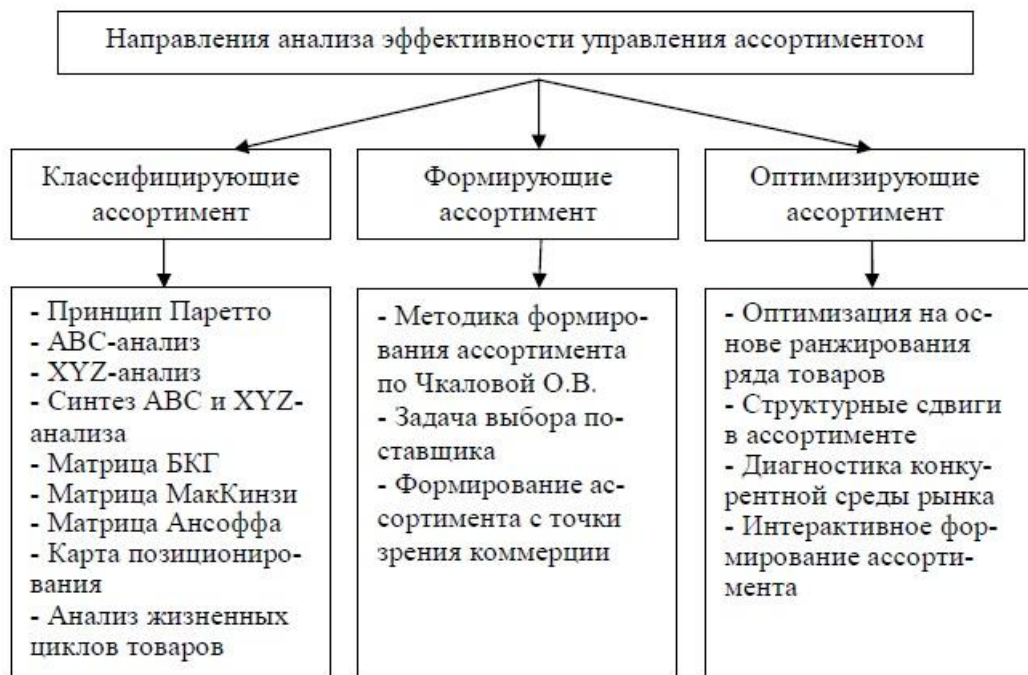 Направления анализа эффективности управления ассортиментом
Классифицирующие
ассортимент
Формирующие
ассортимент
Оптимизирующие
ассортимент
- Принцип Паретто
- ABC-анализ
- XYZ-анализ
- Синтез ABC и XYZ-
анализа
- Матрица БКГ
- Матрица МакКинзи
- Матрица Ансоффа
- Карта позициониро-
вания
- Анализ жизненных
циклов товаров
- Методика формиро-
вания ассортимента
по Чкаловой О.В.
- Задача выбора по-
ставщика
- Формирование ас-
сортимента с точки
зрения коммерции
- Оптимизация на ос-
нове ранжирования
ряда товаров
- Структурные сдвиги
в ассортименте
- Диагностика конку-
рентной среды рынка
- Интерактивное фор-
мирование ассорти-
мента